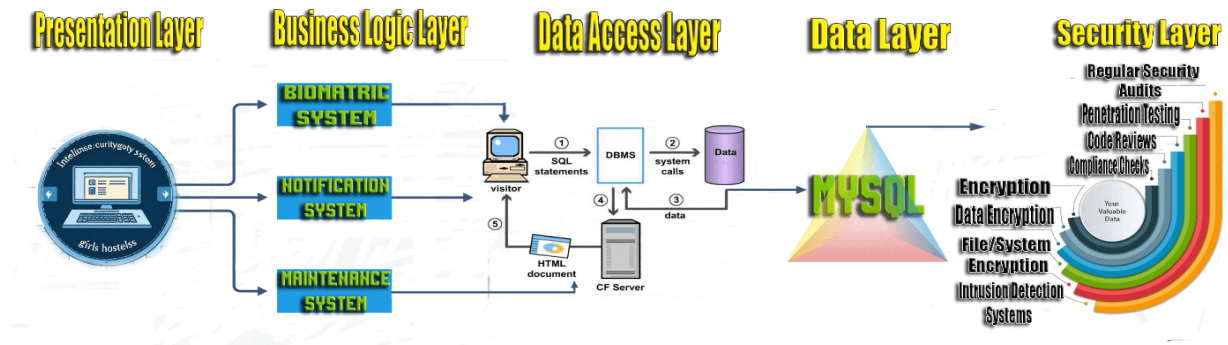 Presentation Layer
Business Logic Layer
Data Access Layer
Data Layer
Security Layer
Intelimse:curitygoty sstom
girls hostelss
BIOMATRIC
SYSTEM
NOTIFICATION
SYSTEM
MAINTENANCE
SYSTEM
visitor
1
SQL
statements
DBMS
2
system
calls
Data
4
3
data
5
HTML
document
CF Server
MYSQL
Regular Security
Audits
Penetration Testing
Code Reviews
Compliance Checks
Encryption
Data Encryption
File/System
Encryption
Intrusion Detection
Systems
Your
Valuable
Data